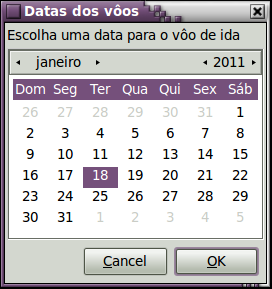 Datas dos vôos
Escolha uma data para o vôo de ida
janeiro 2011
Dom Seg Ter Qua Qui Sex Sáb
26 27 28 29 30 31 1
2 3 4 5 6 7 8
9 10 11 12 13 14 15
16 17 18 19 20 21 22
23 24 25 26 27 28 29
30 31 1 2 3 4 5
Cancel OK